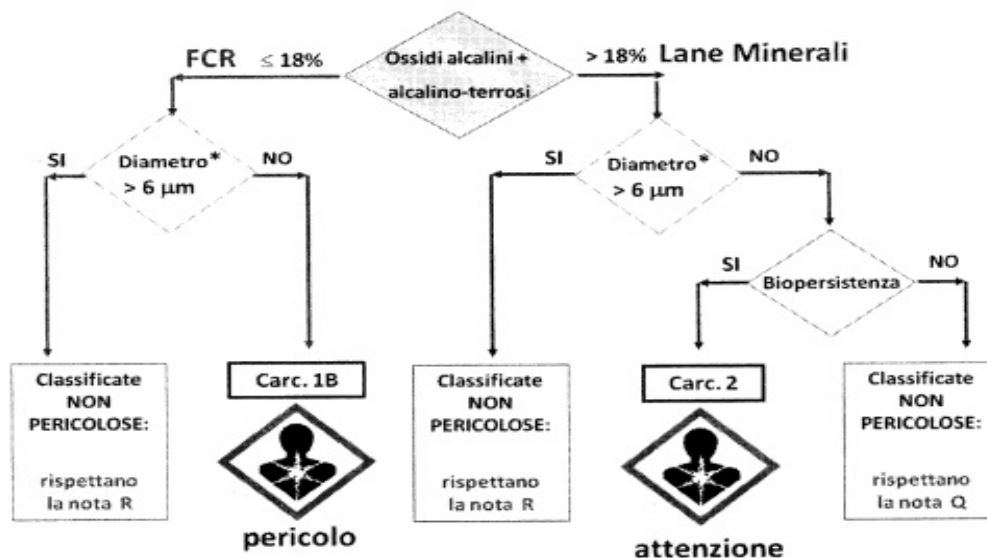 FCR ≤ 18%
Ossidi alcalini +
alcalino-terrosi
> 18% Lane Minerali
SI
Diametro*
> 6 µm
NO
SI
Diametro*
> 6 µm
NO
SI
Biopersistenza
NO
Classificate
NON
PERICOLOSE:
rispettano
la nota R
Carc. 1B
pericolo
Classificate
NON
PERICOLOSE:
rispettano
la nota R
Carc. 2
attenzione
Classificate
NON
PERICOLOSE:
rispettano
la nota Q